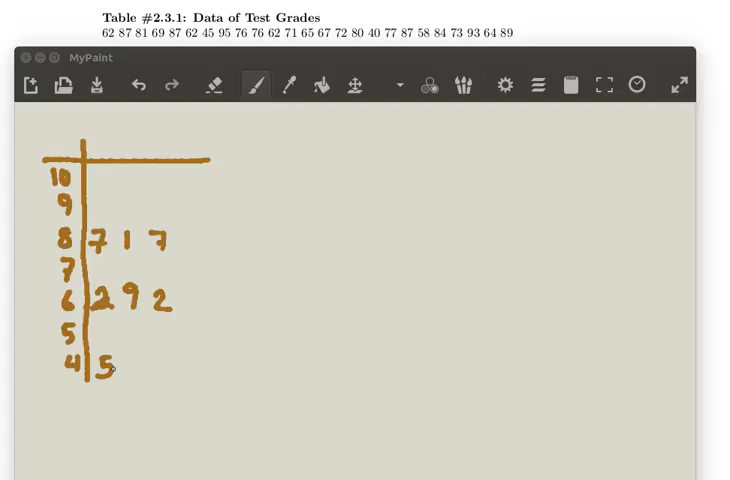 Table #2.3.1: Data of Test Grades
62 87 81 69 87 62 45 95 76 76 62 71 65 67 72 80 40 77 87 58 84 73 93 64 89
MyPaint
10
9
8 7 1 7
7
6 2 9 2
5
4 5